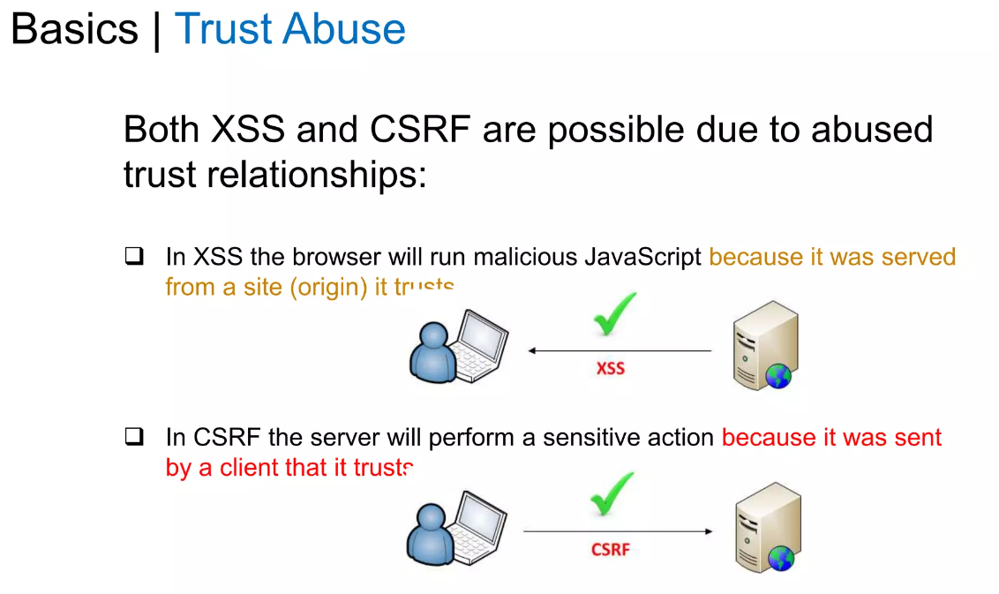 Basics | Trust Abuse
Both XSS and CSRF are possible due to abused
trust relationships:
❑ In XSS the browser will run malicious JavaScript because it was served
from a site (origin) it trusts
XSS
❑ In CSRF the server will perform a sensitive action because it was sent
by a client that it trusts
CSRF